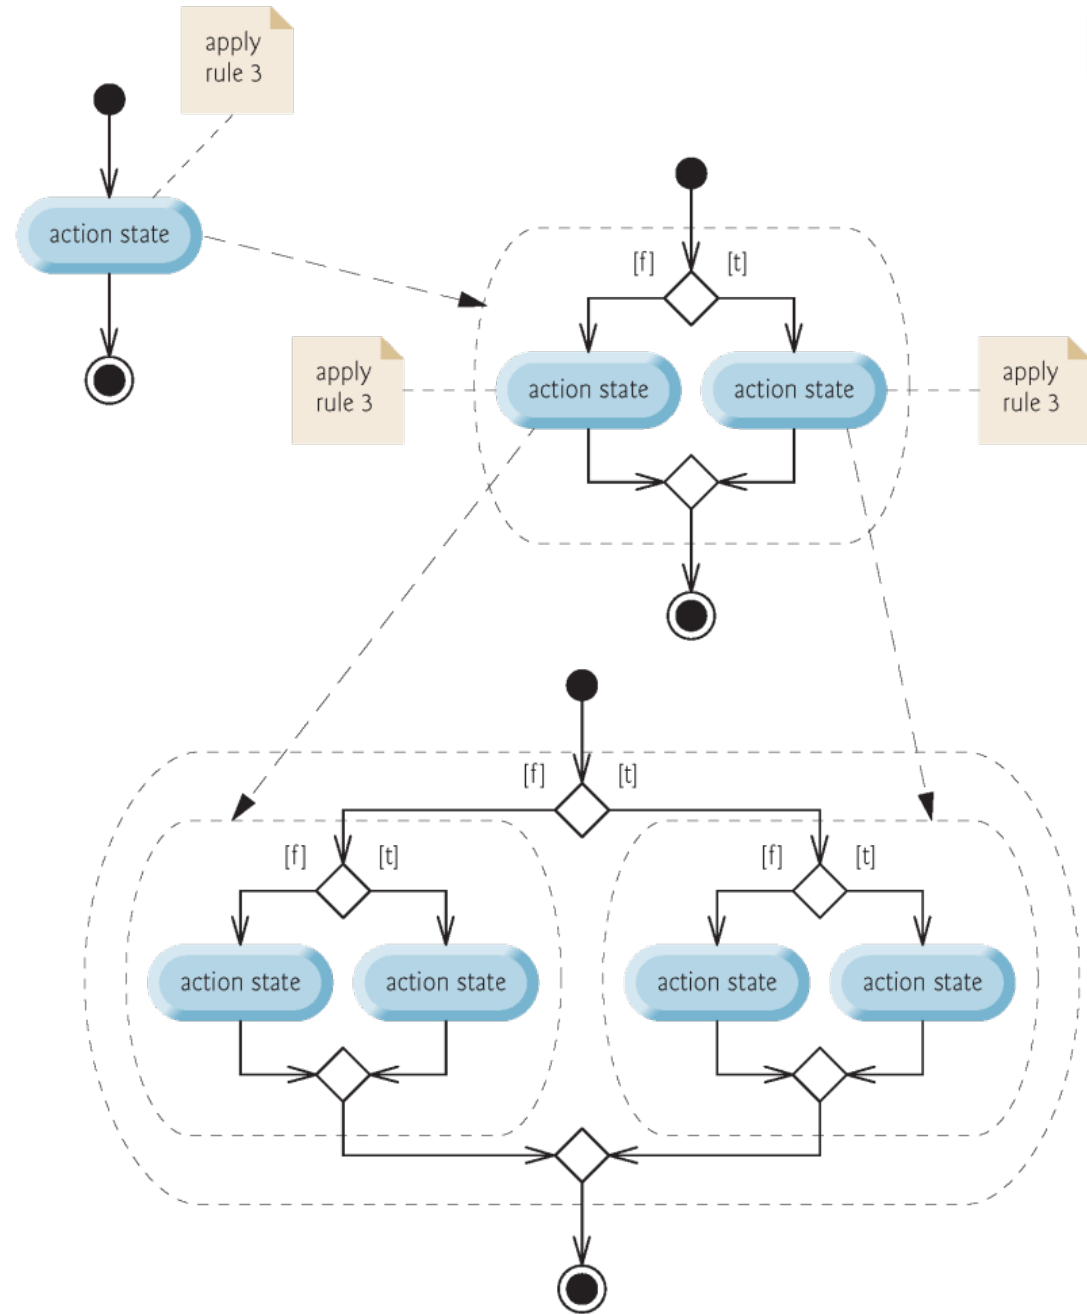 apply
rule 3
action state
[f]
[t]
apply
rule 3
action state
action state
apply
rule 3
[f]
[t]
[f]
[t]
[f]
[t]
action state
action state
action state
action state